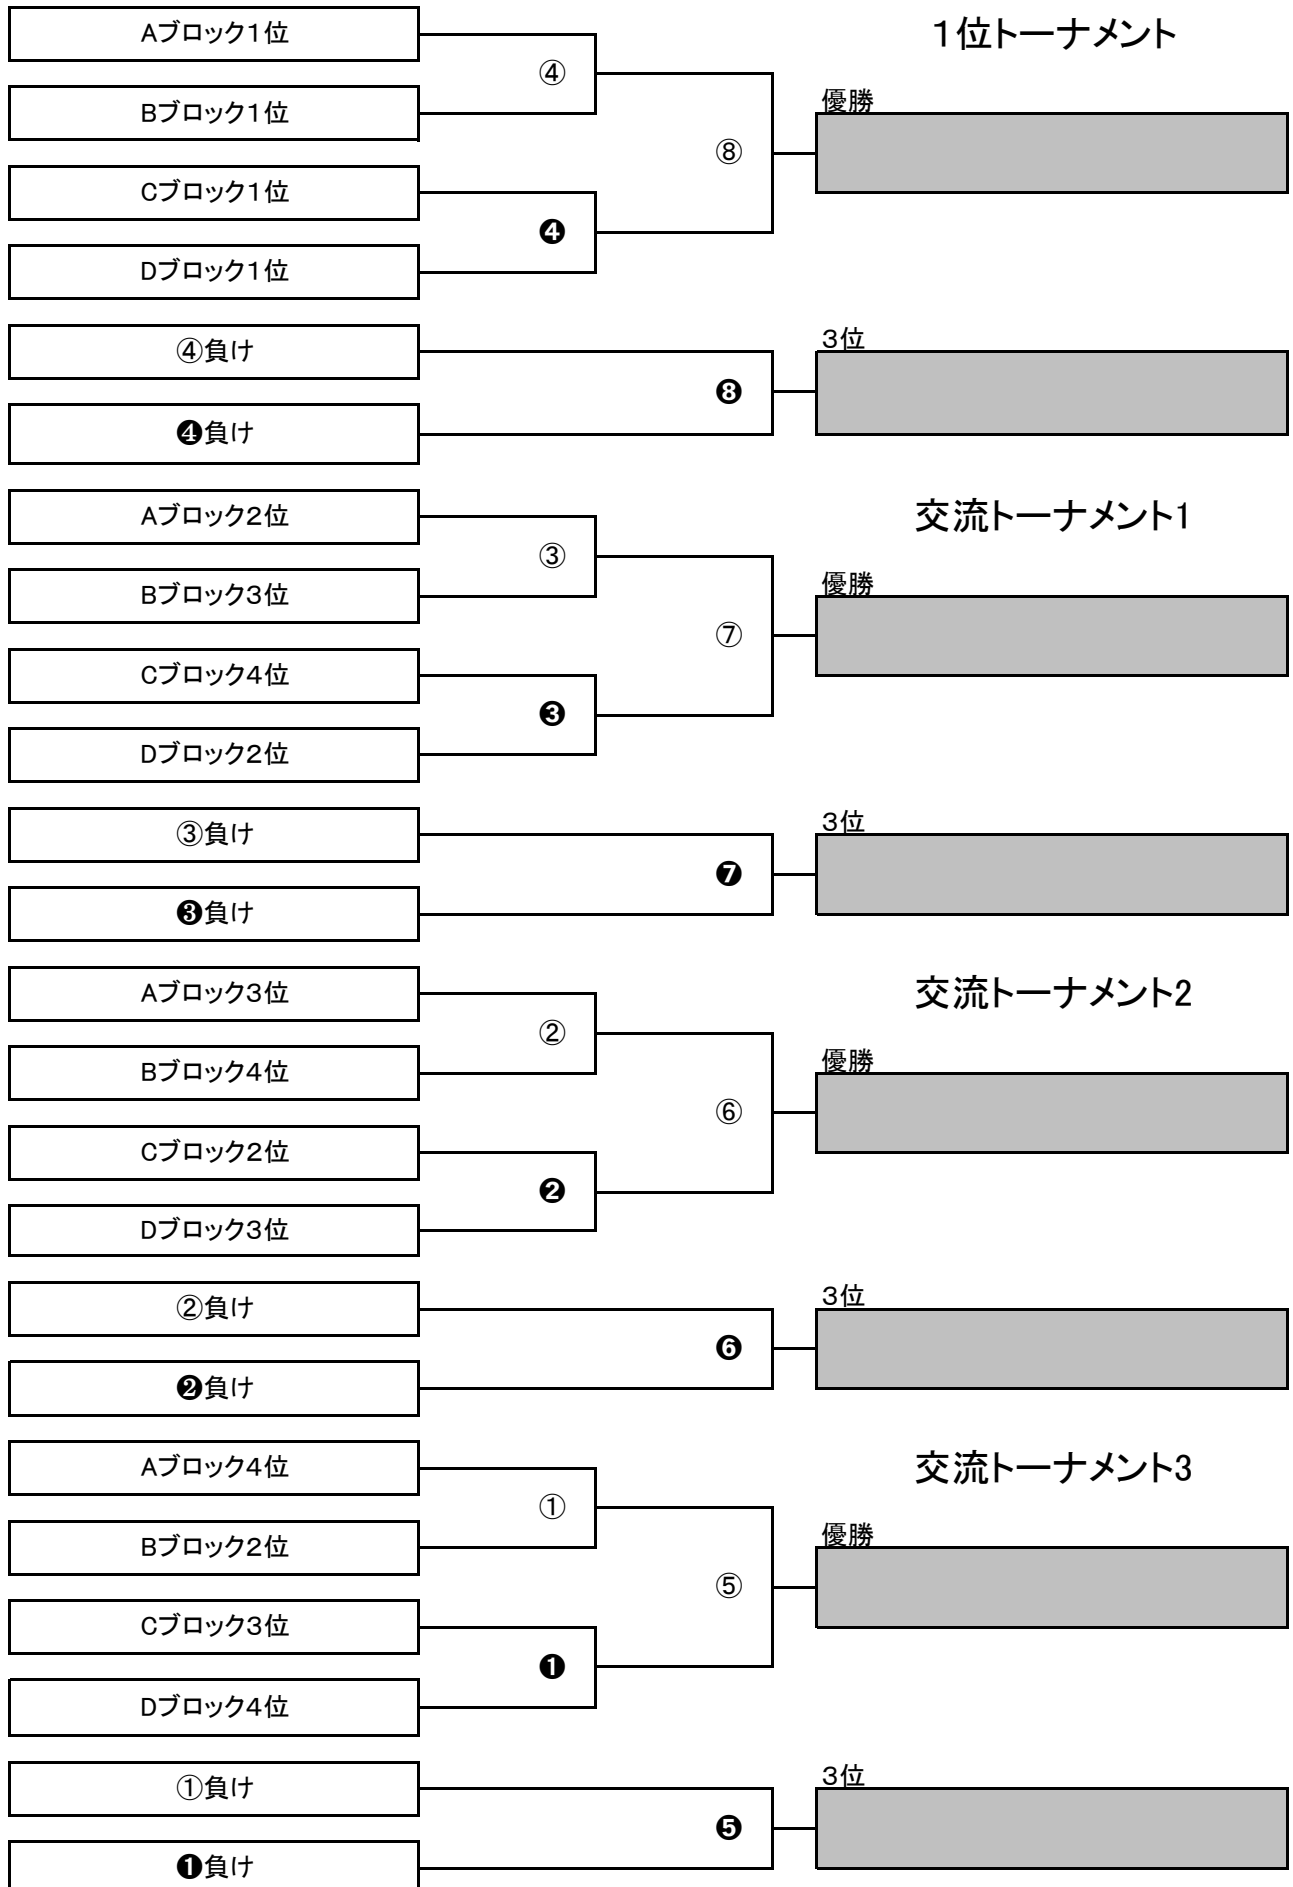 Aブロック1位
1位トーナメント
④
優勝
Bブロック1位
⑧
Cブロック1位
❹
Dブロック1位
④負け
3位
❽
❹負け
Aブロック2位
交流トーナメント1
③
優勝
Bブロック3位
⑦
Cブロック4位
❸
Dブロック2位
③負け
3位
❼
❸負け
Aブロック3位
交流トーナメント2
②
優勝
Bブロック4位
⑥
Cブロック2位
❷
Dブロック3位
②負け
3位
❻
❷負け
Aブロック4位
交流トーナメント3
①
優勝
Bブロック2位
⑤
Cブロック3位
❶
Dブロック4位
①負け
3位
❺
❶負け